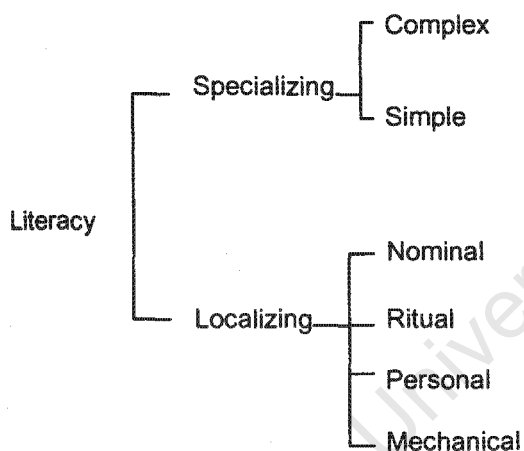 Complex
Specializing
Simple
Literacy
Nominal
Localizing
Ritual
Personal
Mechanical